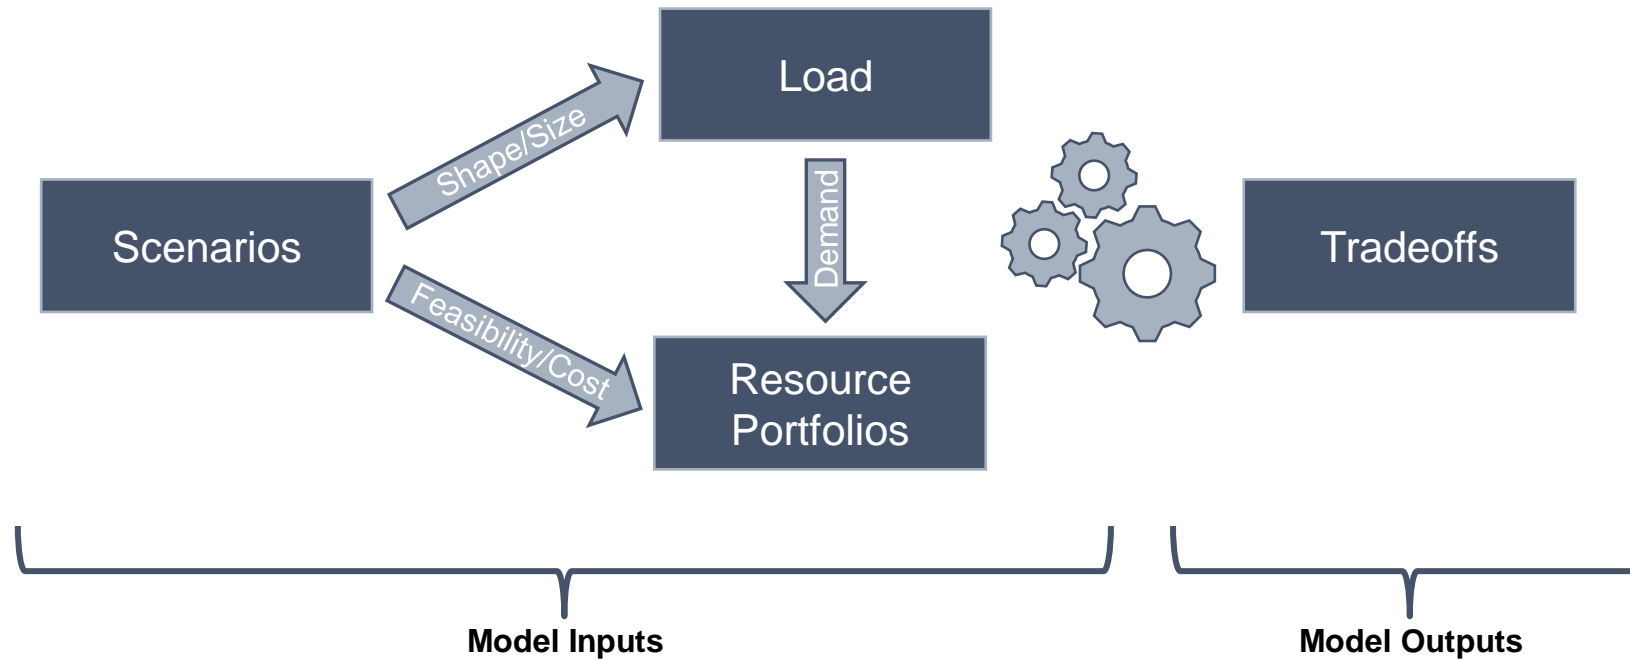 Load
Shape/Size
Scenarios
Demand
Tradeoffs
Feasibility/Cost
Resource
Portfolios
Model Inputs
Model Outputs